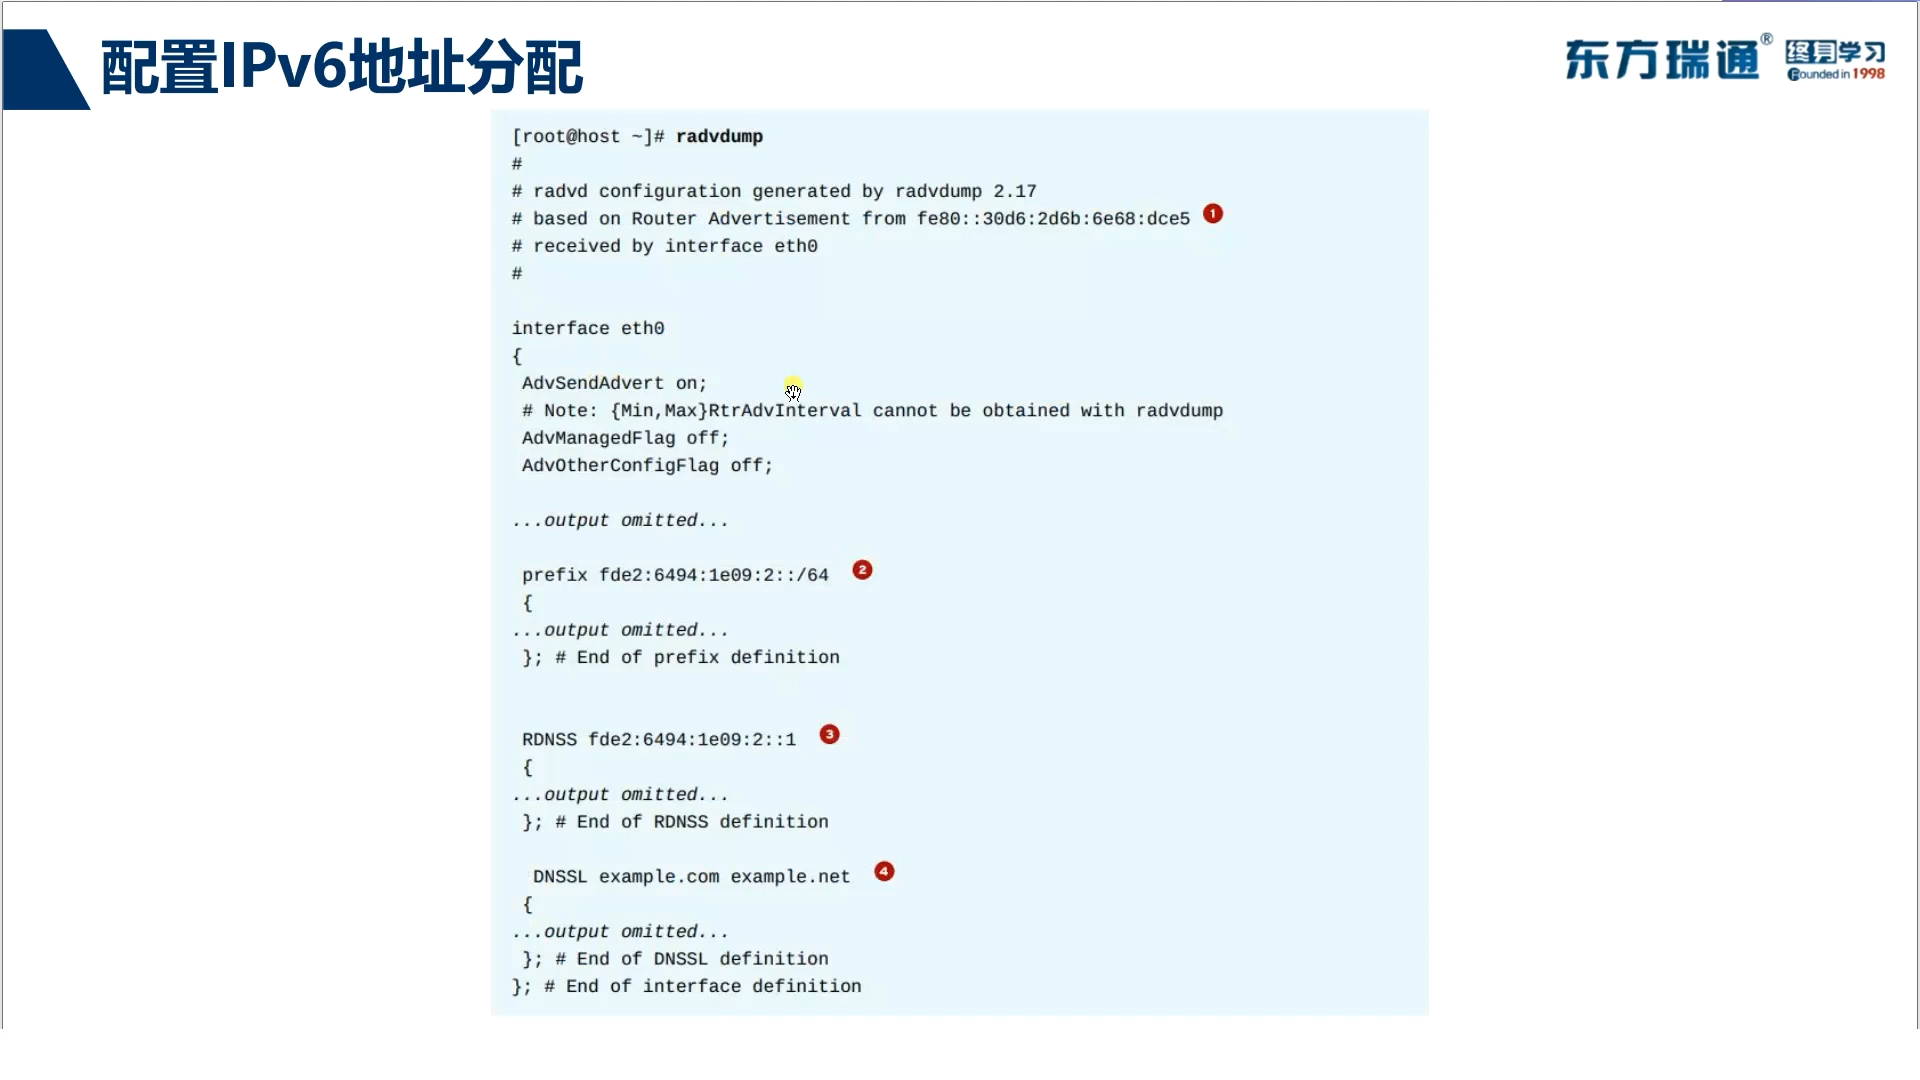 配置IPv6地址分配
东方瑞通® 终身学习
Founded in 1998
[root@host ~]# radvdump
#
# radvd configuration generated by radvdump 2.17
# based on Router Advertisement from fe80::30d6:2d6b:6e68:dce5 1
# received by interface eth0
#
interface eth0
{
AdvSendAdvert on;
# Note: {Min,Max}RtrAdvInterval cannot be obtained with radvdump
AdvManagedFlag off;
AdvOtherConfigFlag off;
...output omitted...
prefix fde2:6494:1e09:2::/64 2
{
...output omitted...
}; # End of prefix definition
RDNSS fde2:6494:1e09:2::1 3
{
...output omitted...
}; # End of RDNSS definition
DNSSL example.com example.net 4
{
...output omitted...
}; # End of DNSSL definition
}; # End of interface definition